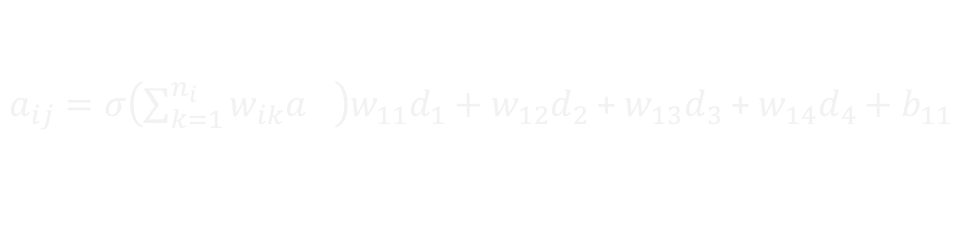 a_{ij} = σ(∑_{k=1}^{n_i} w_{ik}a )w_{11}d_1 + w_{12}d_2 + w_{13}d_3 + w_{14}d_4 + b_{11}